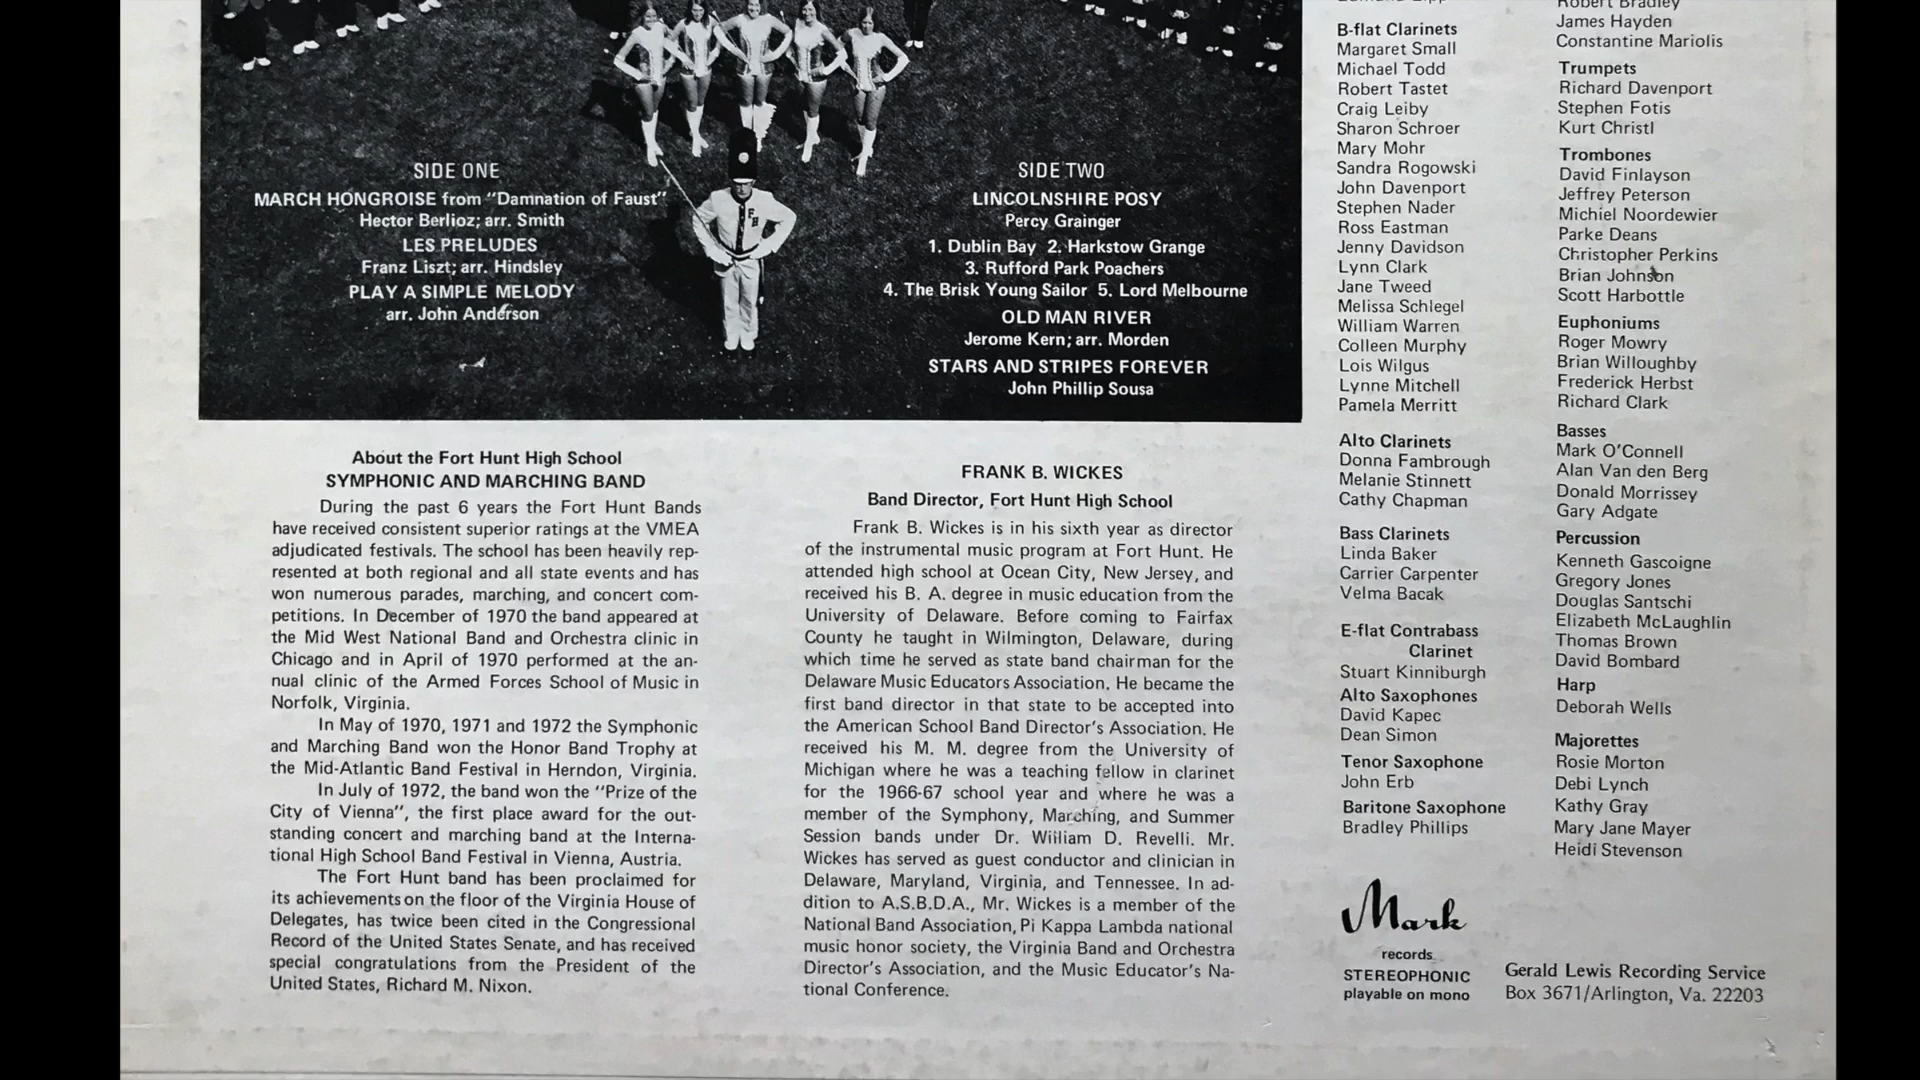 SIDE ONE
MARCH HONGROISE from "Damnation of Faust"
Hector Berlioz; arr. Smith
LES PRELUDES
Franz Liszt; arr. Hindsley
PLAY A SIMPLE MELODY
arr. John Anderson
SIDE TWO
LINCOLNSHIRE POSY
Percy Grainger
1. Dublin Bay 2. Harkstow Grange
3. Rufford Park Poachers
4. The Brisk Young Sailor 5. Lord Melbourne
OLD MAN RIVER
Jerome Kern; arr. Morden
STARS AND STRIPES FOREVER
John Phillip Sousa
FH
About the Fort Hunt High School
SYMPHONIC AND MARCHING BAND
During the past 6 years the Fort Hunt Bands
have received consistent superior ratings at the VMEA
adjudicated festivals. The school has been heavily rep-
resented at both regional and all state events and has
won numerous parades, marching, and concert com-
petitions. In December of 1970 the band appeared at
the Mid West National Band and Orchestra clinic in
Chicago and in April of 1970 performed at the an-
nual clinic of the Armed Forces School of Music in
Norfolk, Virginia.
In May of 1970, 1971 and 1972 the Symphonic
and Marching Band won the Honor Band Trophy at
the Mid-Atlantic Band Festival in Herndon, Virginia.
In July of 1972, the band won the "Prize of the
City of Vienna", the first place award for the out-
standing concert and marching band at the Interna-
tional High School Band Festival in Vienna, Austria.
The Fort Hunt band has been proclaimed for
its achievements on the floor of the Virginia House of
Delegates, has twice been cited in the Congressional
Record of the United States Senate, and has received
special congratulations from the President of the
United States, Richard M. Nixon.
FRANK B. WICKES
Band Director, Fort Hunt High School
Frank B. Wickes is in his sixth year as director
of the instrumental music program at Fort Hunt. He
attended high school at Ocean City, New Jersey, and
received his B. A. degree in music education from the
University of Delaware. Before coming to Fairfax
County he taught in Wilmington, Delaware, during
which time he served as state band chairman for the
Delaware Music Educators Association. He became the
first band director in that state to be accepted into
the American School Band Director's Association. He
received his M. M. degree from the University of
Michigan where he was a teaching fellow in clarinet
for the 1966-67 school year and where he was a
member of the Symphony, Marching, and Summer
Session bands under Dr. William D. Revelli. Mr.
Wickes has served as guest conductor and clinician in
Delaware, Maryland, Virginia, and Tennessee. In ad-
dition to A.S.B.D.A., Mr. Wickes is a member of the
National Band Association, Pi Kappa Lambda national
music honor society, the Virginia Band and Orchestra
Director's Association, and the Music Educator's Na-
tional Conference.
B-flat Clarinets
Margaret Small
Michael Todd
Robert Tastet
Craig Leiby
Sharon Schroer
Mary Mohr
Sandra Rogowski
John Davenport
Stephen Nader
Ross Eastman
Jenny Davidson
Lynn Clark
Jane Tweed
Melissa Schlegel
William Warren
Colleen Murphy
Lois Wilgus
Lynne Mitchell
Pamela Merritt
Alto Clarinets
Donna Fambrough
Melanie Stinnett
Cathy Chapman
Bass Clarinets
Linda Baker
Carrier Carpenter
Velma Bacak
E-flat Contrabass
Clarinet
Stuart Kinniburgh
Alto Saxophones
David Kapec
Dean Simon
Tenor Saxophone
John Erb
Baritone Saxophone
Bradley Phillips
Robert Bradley
James Hayden
Constantine Mariolis
Trumpets
Richard Davenport
Stephen Fotis
Kurt Christl
Trombones
David Finlayson
Jeffrey Peterson
Michiel Noordewier
Parke Deans
Christopher Perkins
Brian Johnson
Scott Harbottle
Euphoniums
Roger Mowry
Brian Willoughby
Frederick Herbst
Richard Clark
Basses
Mark O'Connell
Alan Van den Berg
Donald Morrissey
Gary Adgate
Percussion
Kenneth Gascoigne
Gregory Jones
Douglas Santschi
Elizabeth McLaughlin
Thomas Brown
David Bombard
Harp
Deborah Wells
Majorettes
Rosie Morton
Debi Lynch
Kathy Gray
Mary Jane Mayer
Heidi Stevenson
Mark
records
STEREOPHONIC
playable on mono
Gerald Lewis Recording Service
Box 3671/Arlington, Va. 22203